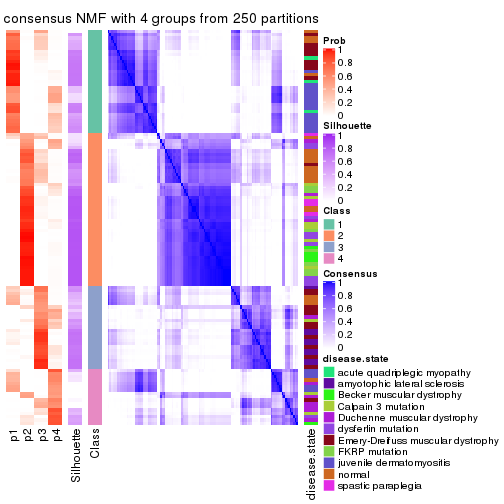 consensus NMF with 4 groups from 250 partitions
Prob
1
0.8
0.6
0.4
0.2
0
Silhouette
1
0.8
0.6
0.4
0.2
0
Class
1
2
3
4
Consensus
1
0.8
0.6
0.4
0.2
0
disease.state
acute quadriplegic myopathy
amyotophic lateral sclerosis
Becker muscular dystrophy
Calpain 3 mutation
Duchenne muscular dystrophy
dysferlin mutation
Emery-Dreifuss muscular dystrophy
FKRP mutation
juvenile dermatomyositis
normal
spastic paraplegia
p1
p2
p3
p4
Silhouette
Class
disease.state